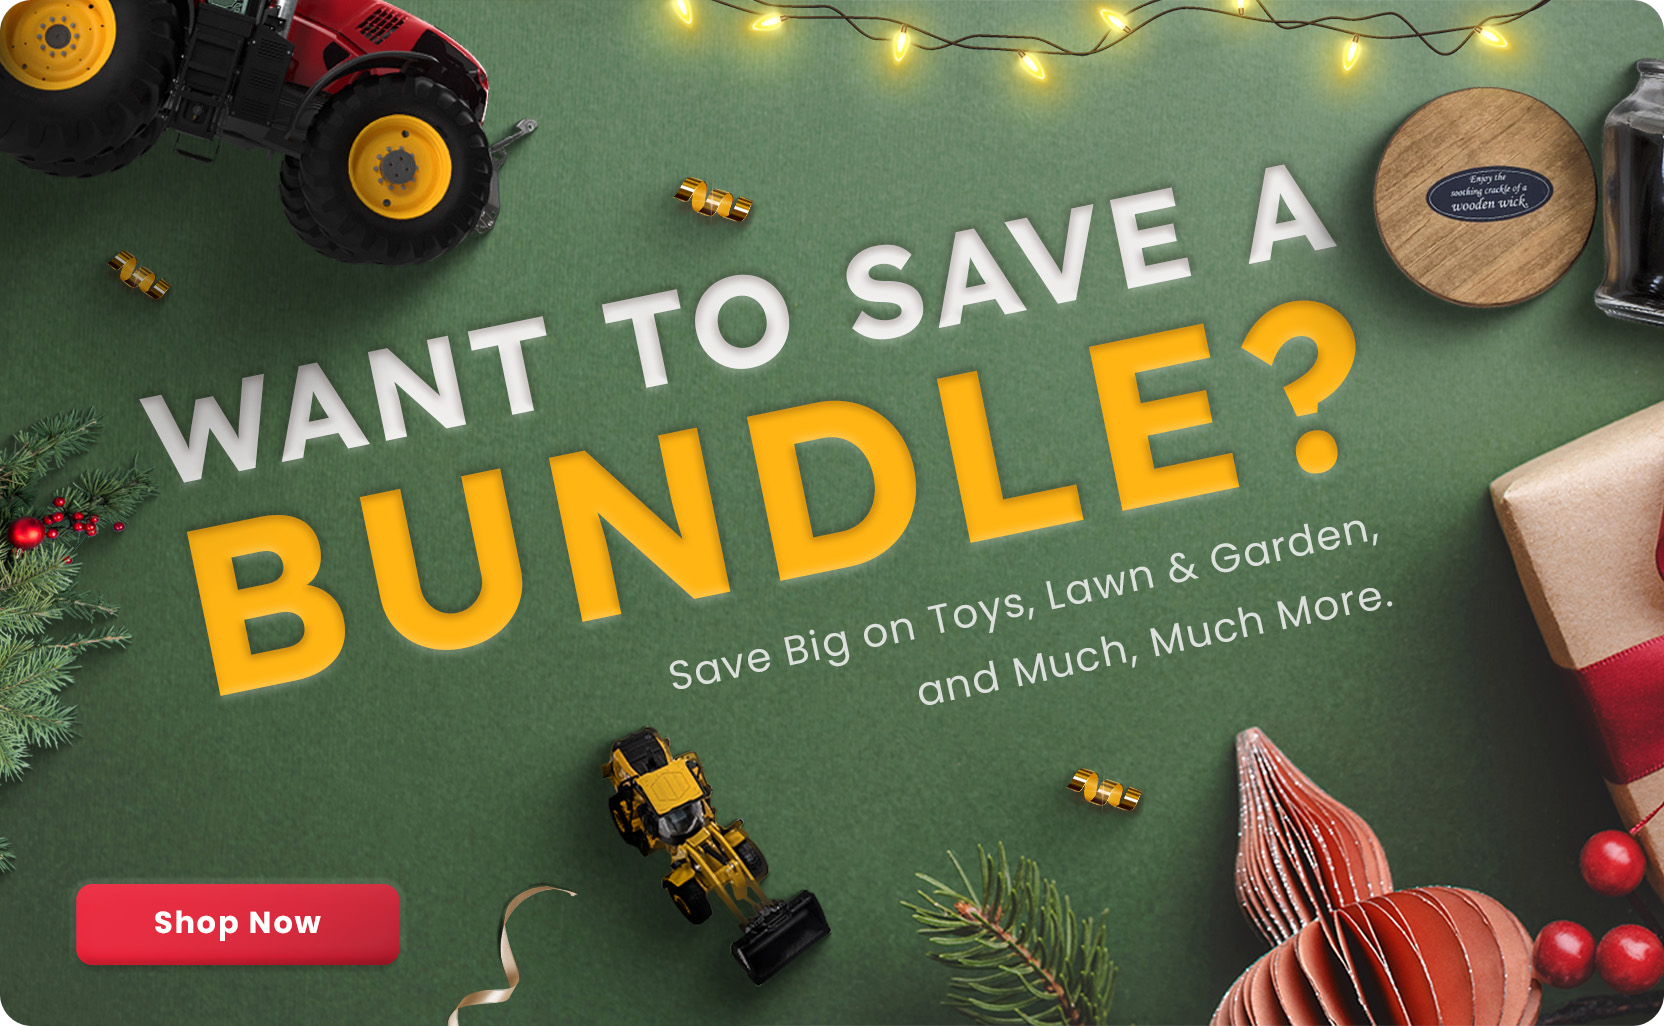 Enjoy the
soothing crackle of a
wooden wick.
WANT TO SAVE A
BUNDLE?
Save Big on Toys, Lawn & Garden,
and Much, Much More.
Shop Now